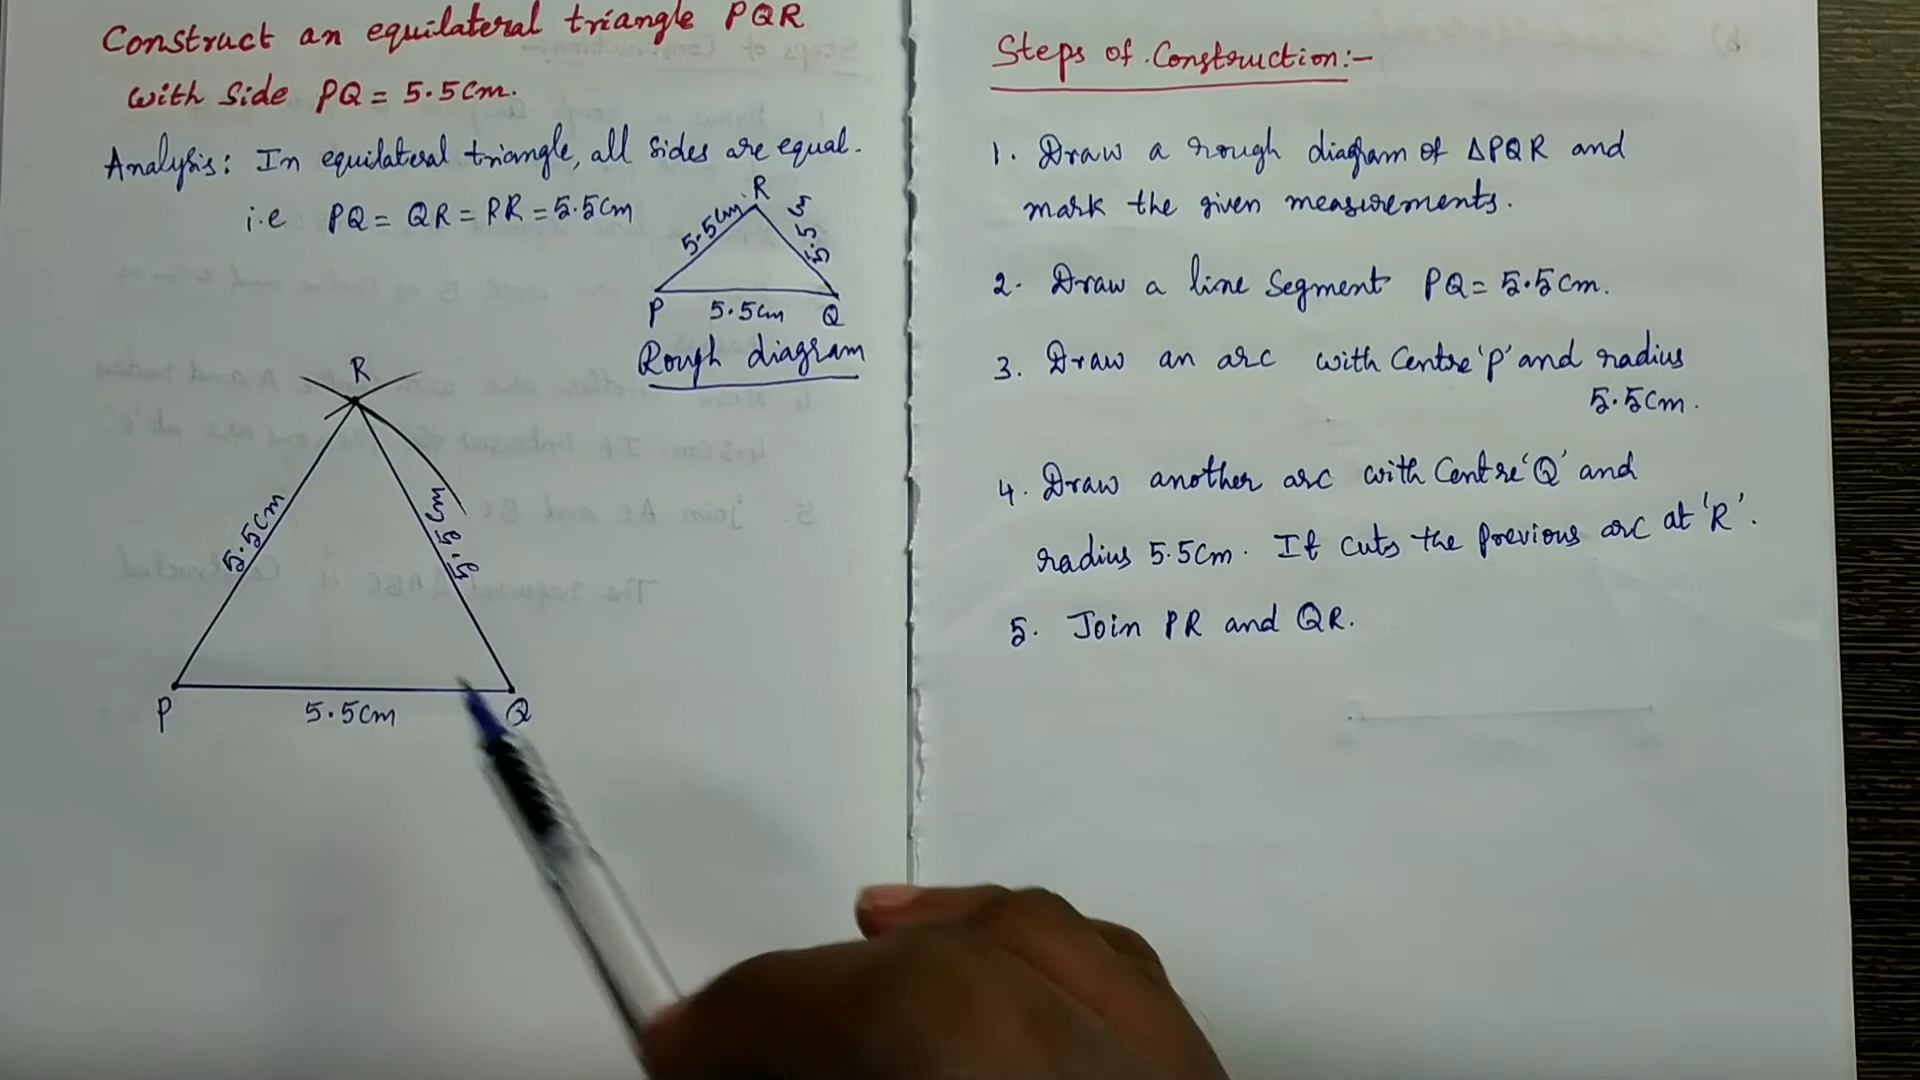 Construct an equilateral triangle PQR
with Side PQ = 5.5cm.
Analysis: In equilateral triangle, all sides are equal.
i.e PQ = QR = PR = 5.5cm
R
5.5cm
5.5cm
P
5.5cm
Q
Rough diagram
R
5.5cm
5.5cm
P
5.5cm
Q
Steps of Construction:-
1. Draw a rough diagram of ΔPQR and
mark the given measurements.
2. Draw a line Segment PQ = 5.5cm.
3. Draw an arc with Centre 'P' and radius
5.5cm.
4. Draw another arc with Centre 'Q' and
radius 5.5cm. It cuts the previous arc at 'R'.
5. Join PR and QR.